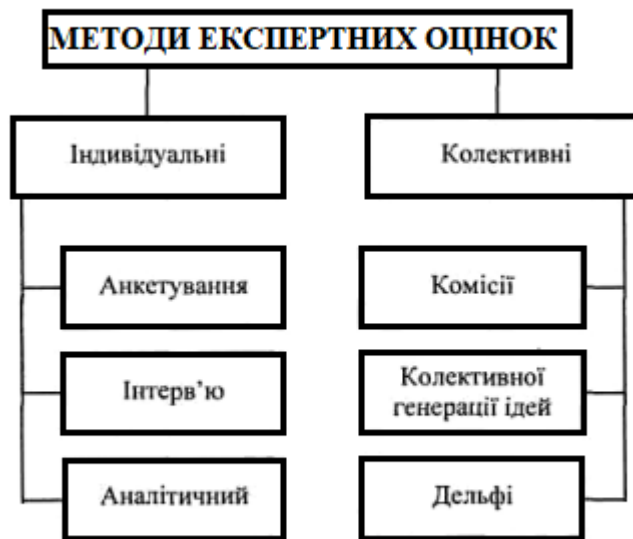 МЕТОДИ ЕКСПЕРТНИХ ОЦІНОК
Індивідуальні
Колективні
Анкетування
Комісії
Інтерв’ю
Колективної
генерації ідей
Аналітичний
Дельфі